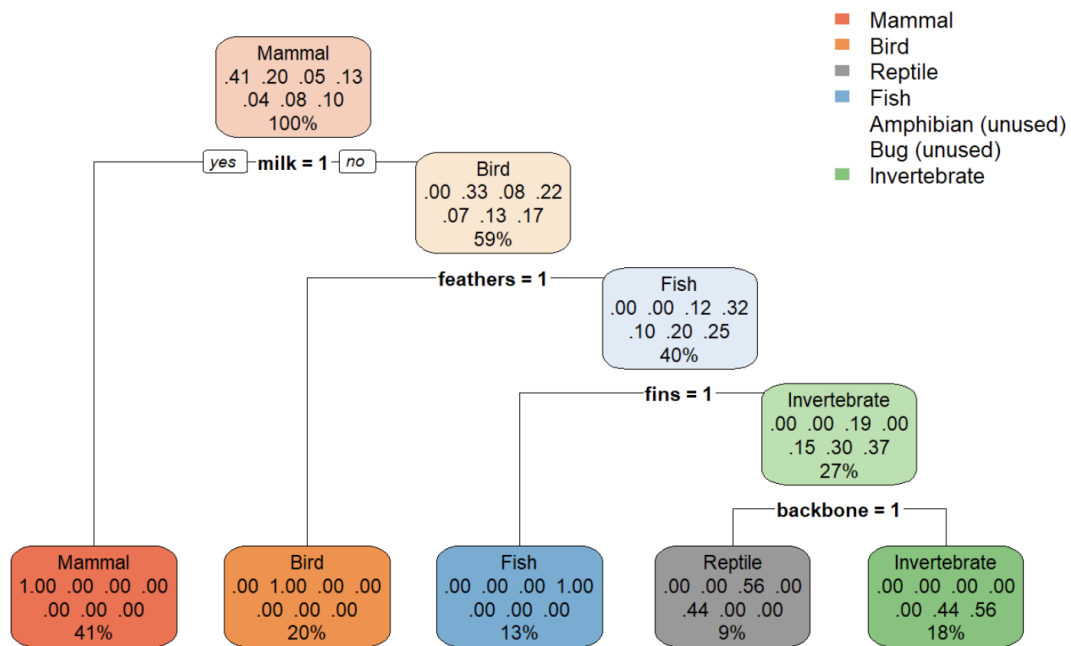 Mammal
.41 .20 .05 .13
.04 .08 .10
100%
Mammal
Bird
Reptile
Fish
Amphibian (unused)
Bug (unused)
Invertebrate
yes milk = 1 no
Bird
.00 .33 .08 .22
.07 .13 .17
59%
feathers = 1
Fish
.00 .00 .12 .32
.10 .20 .25
40%
fins = 1
Invertebrate
.00 .00 .19 .00
.15 .30 .37
27%
backbone = 1
Mammal
1.00 .00 .00 .00
.00 .00 .00
41%
Bird
.00 1.00 .00 .00
.00 .00 .00
20%
Fish
.00 .00 .00 1.00
.00 .00 .00
13%
Reptile
.00 .00 .56 .00
.44 .00 .00
9%
Invertebrate
.00 .00 .00 .00
.00 .44 .56
18%